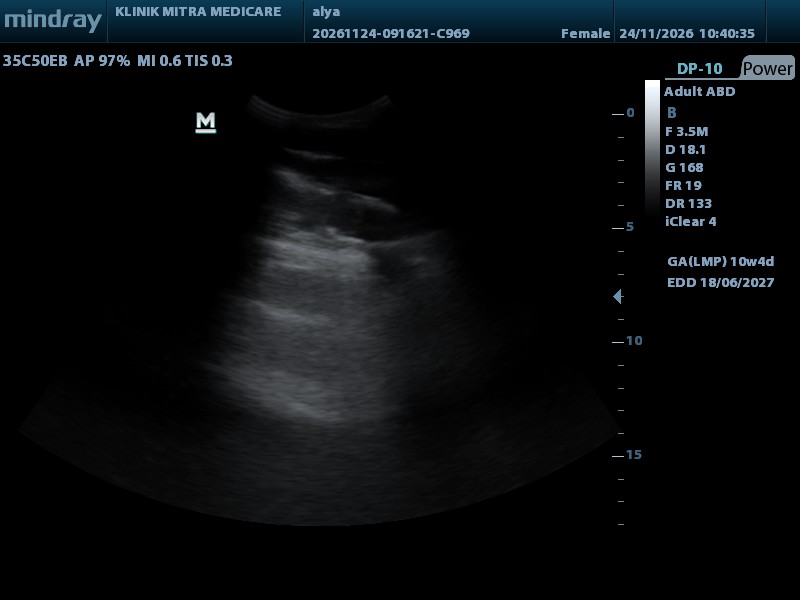 mindray
KLINIK MITRA MEDICARE
alya
20261124-091621-C969
Female
24/11/2026 10:40:35
35C50EB AP 97% MI 0.6 TIS 0.3
DP-10
Power
M
Adult ABD
B
F 3.5M
D 18.1
G 168
FR 19
DR 133
iClear 4
GA(LMP) 10w4d
EDD 18/06/2027
0
5
10
15